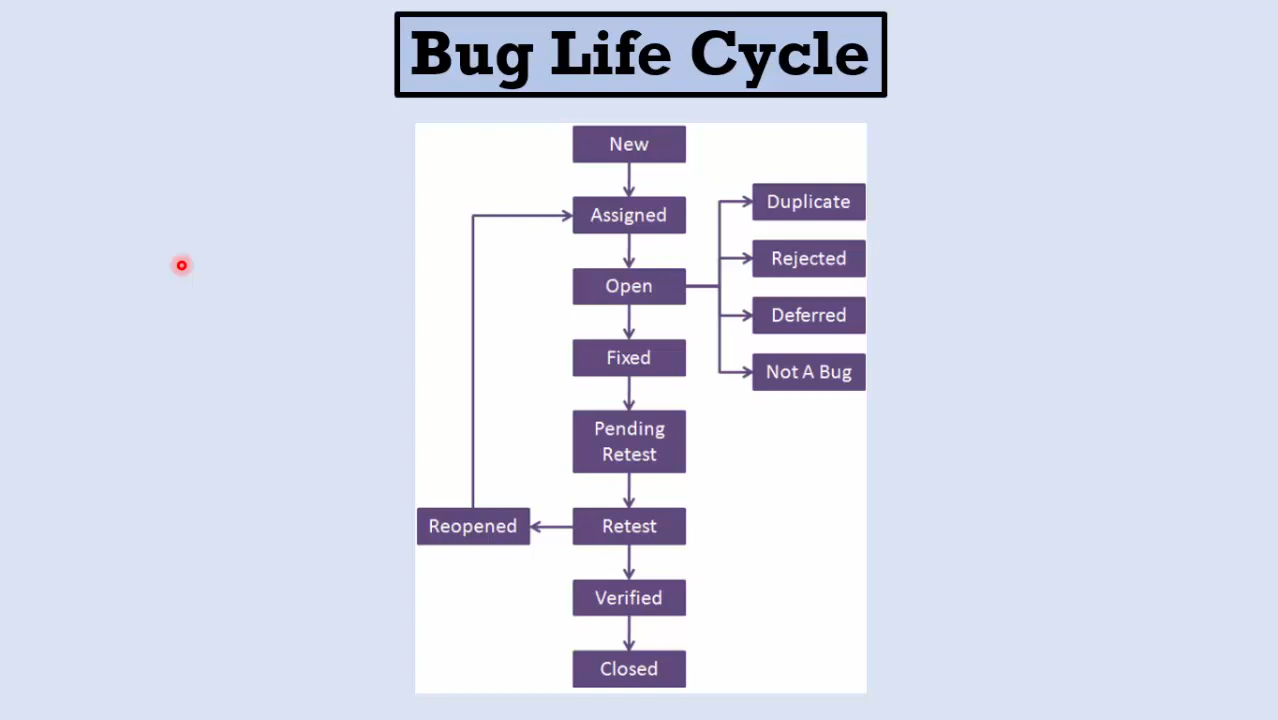 Bug Life Cycle
New
Assigned
Open
Fixed
Pending
Retest
Retest
Verified
Closed
Reopened
Duplicate
Rejected
Deferred
Not A Bug